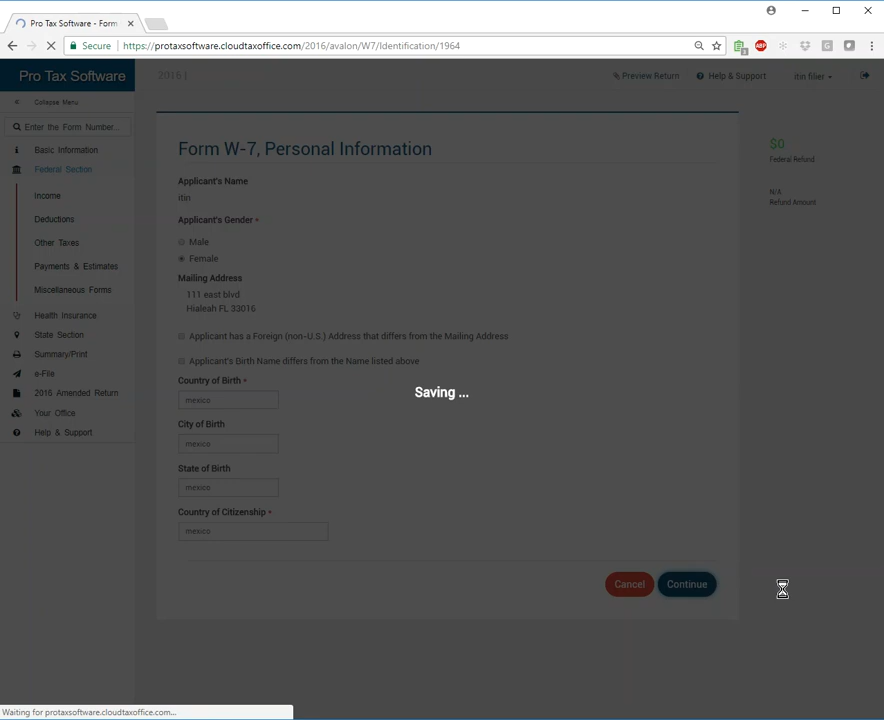 Pro Tax Software - Form
Secure
https://protaxsoftware.cloudtaxoffice.com/2016/avalon/W7/Identification/1964
2
ABP
G
Pro Tax Software
2016 |
Preview Return
Help & Support
itin filier
Collapse Menu
Enter the Form Number...
Basic Information
Federal Section
Income
Deductions
Other Taxes
Payments & Estimates
Miscellaneous Forms
Health Insurance
State Section
Summary/Print
e-File
2016 Amended Return
Your Office
Help & Support
Form W-7, Personal Information
Applicant's Name
itin
Applicant's Gender *
Male
Female
Mailing Address
111 east blvd
Hialeah FL 33016
Applicant has a Foreign (non-U.S.) Address that differs from the Mailing Address
Applicant's Birth Name differs from the Name listed above
Country of Birth *
mexico
City of Birth
mexico
State of Birth
mexico
Country of Citizenship *
mexico
Saving ...
Cancel
Continue
$0
Federal Refund
N/A
Refund Amount
Waiting for protaxsoftware.cloudtaxoffice.com...